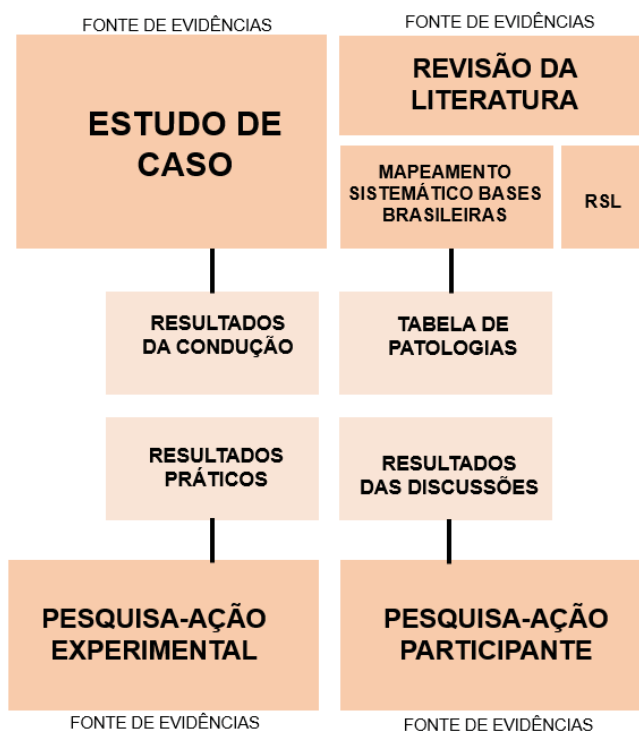 FONTE DE EVIDÊNCIAS
ESTUDO DE
CASO
FONTE DE EVIDÊNCIAS
REVISÃO DA
LITERATURA
MAPEAMENTO
SISTEMÁTICO BASES
BRASILEIRAS
RSL
RESULTADOS
DA CONDUÇÃO
TABELA DE
PATOLOGIAS
RESULTADOS
PRÁTICOS
RESULTADOS
DAS DISCUSSÕES
PESQUISA-AÇÃO
EXPERIMENTAL
FONTE DE EVIDÊNCIAS
PESQUISA-AÇÃO
PARTICIPANTE
FONTE DE EVIDÊNCIAS